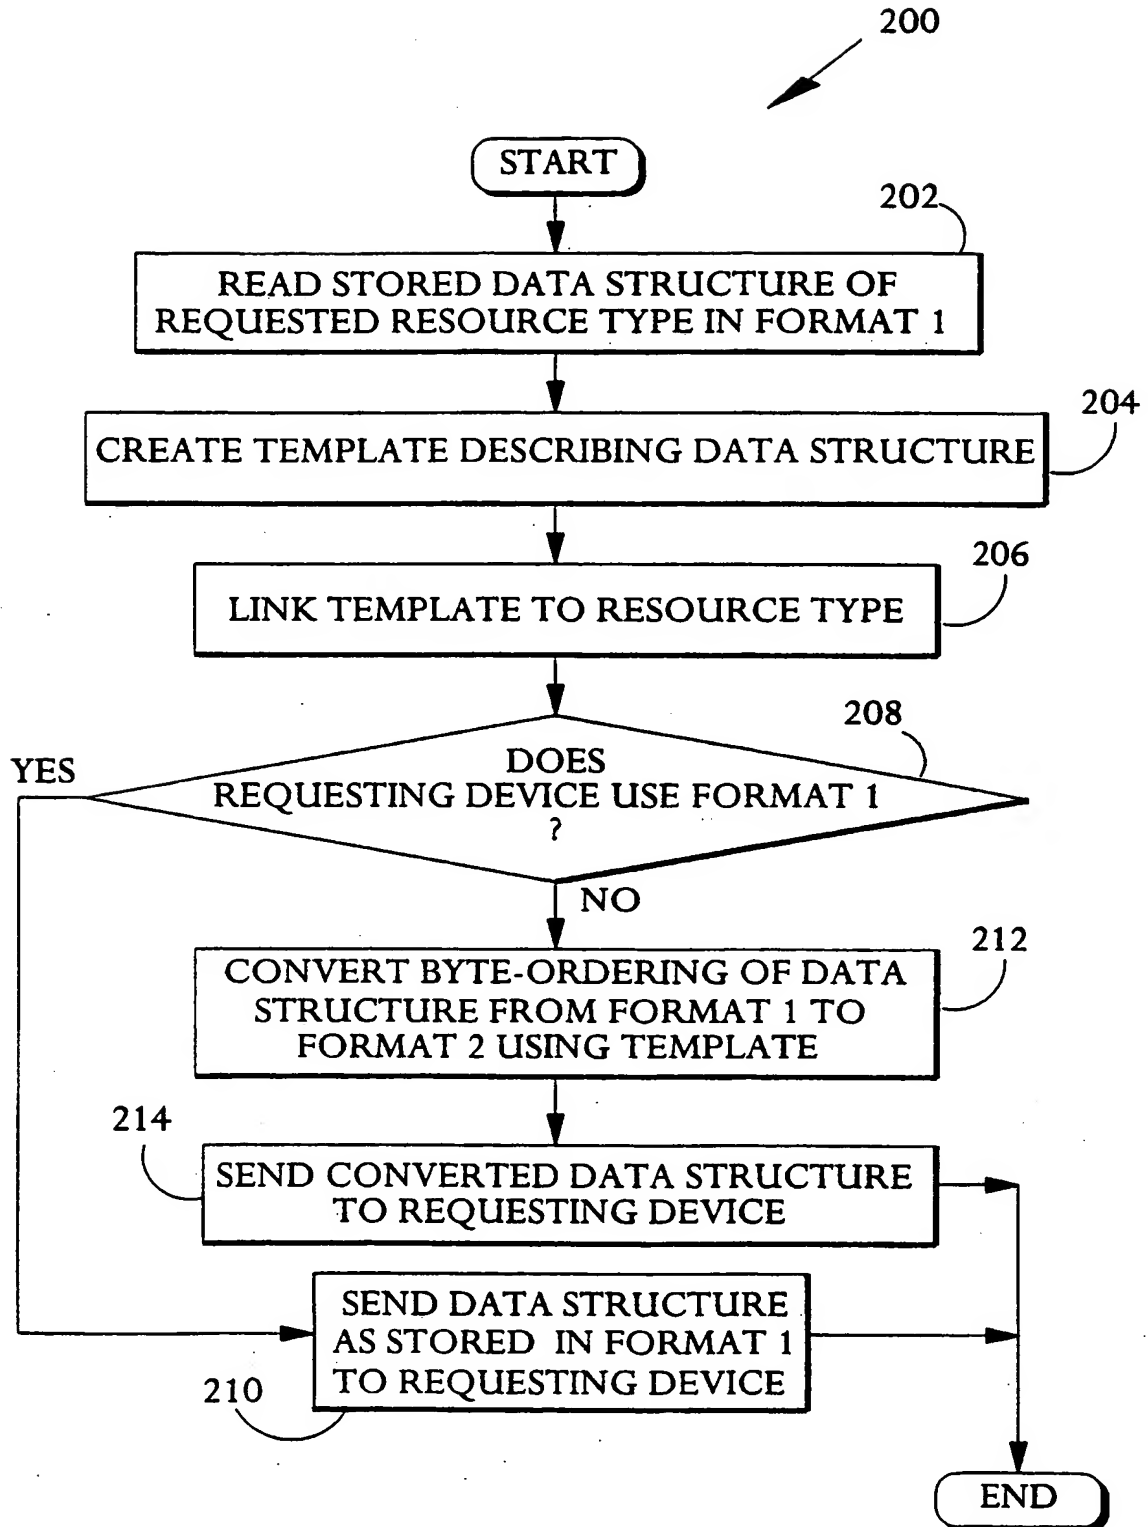 200
START
202
READ STORED DATA STRUCTURE OF
REQUESTED RESOURCE TYPE IN FORMAT 1
204
CREATE TEMPLATE DESCRIBING DATA STRUCTURE
206
LINK TEMPLATE TO RESOURCE TYPE
208
YES
DOES
REQUESTING DEVICE USE FORMAT 1
?
NO
212
CONVERT BYTE-ORDERING OF DATA
STRUCTURE FROM FORMAT 1 TO
FORMAT 2 USING TEMPLATE
214
SEND CONVERTED DATA STRUCTURE
TO REQUESTING DEVICE
SEND DATA STRUCTURE
AS STORED IN FORMAT 1
TO REQUESTING DEVICE
210
END